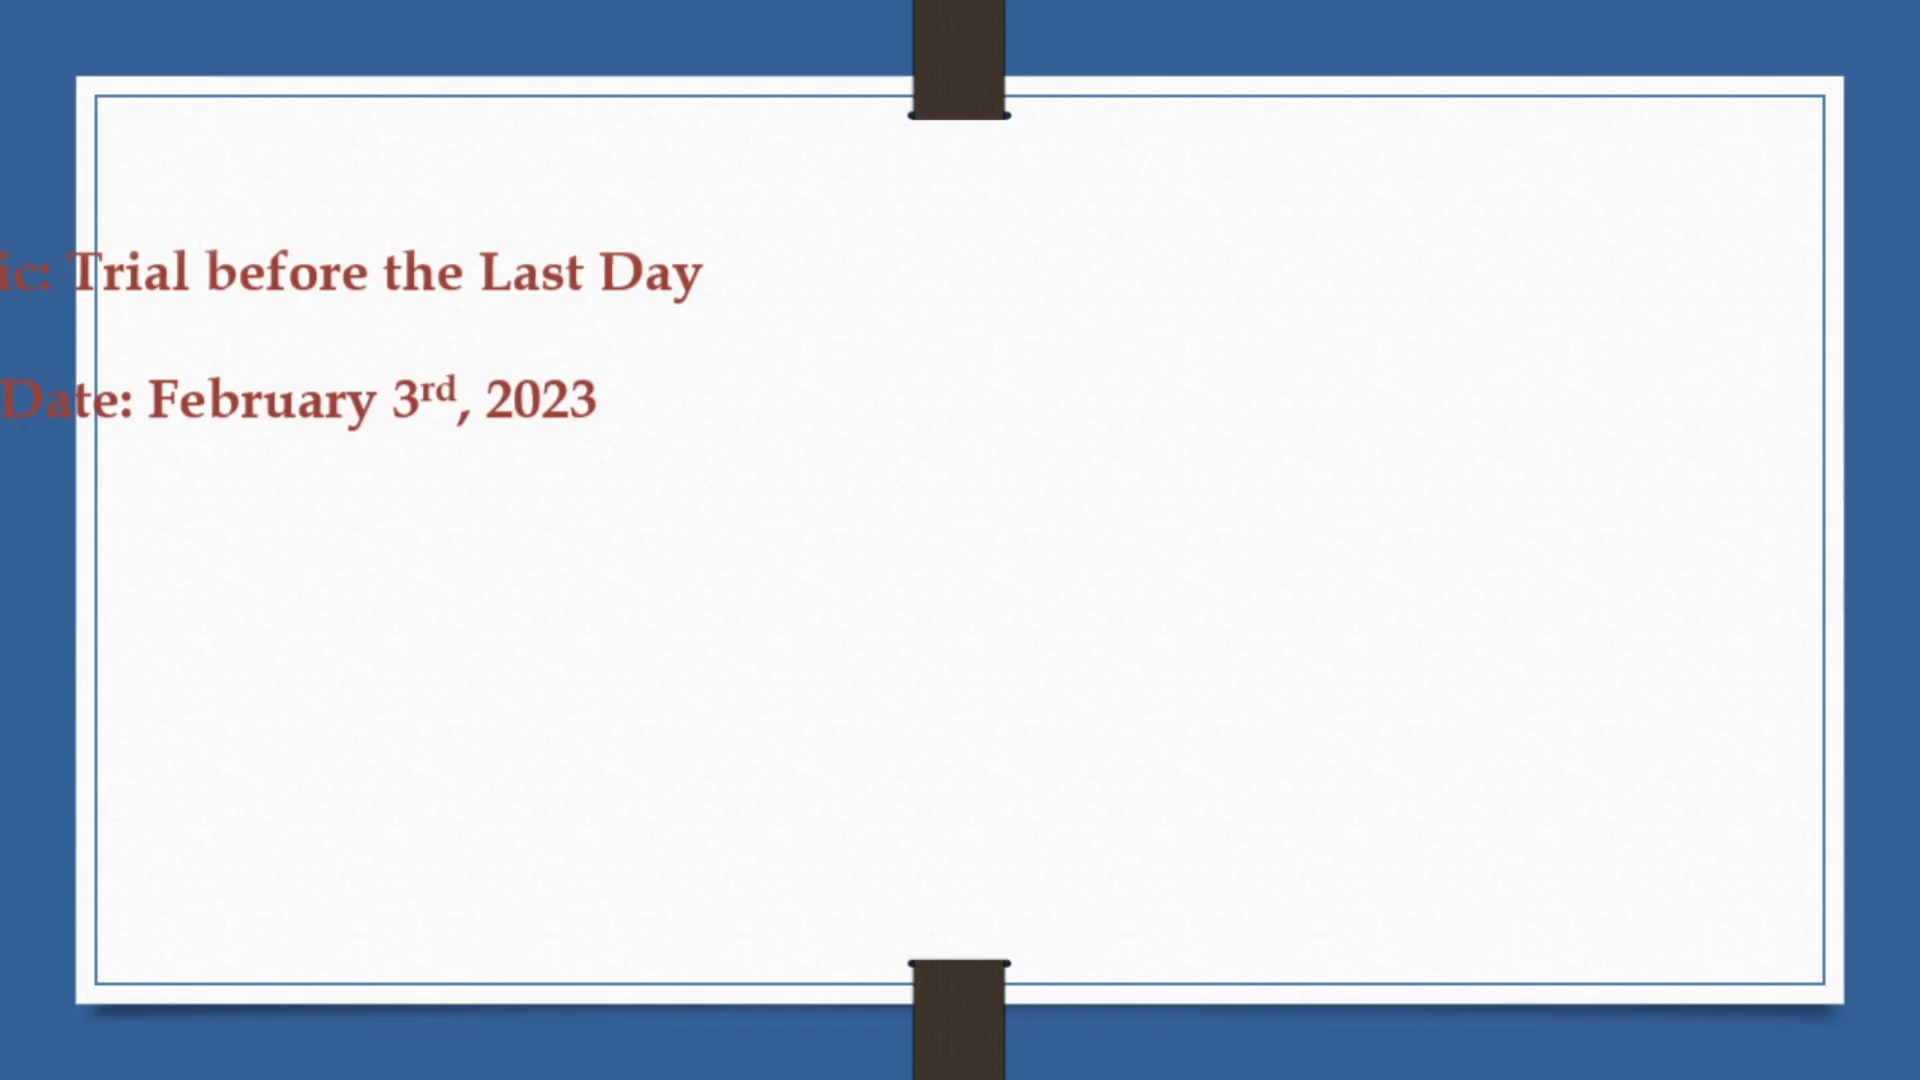 ic: Trial before the Last Day
Date: February 3rd, 2023